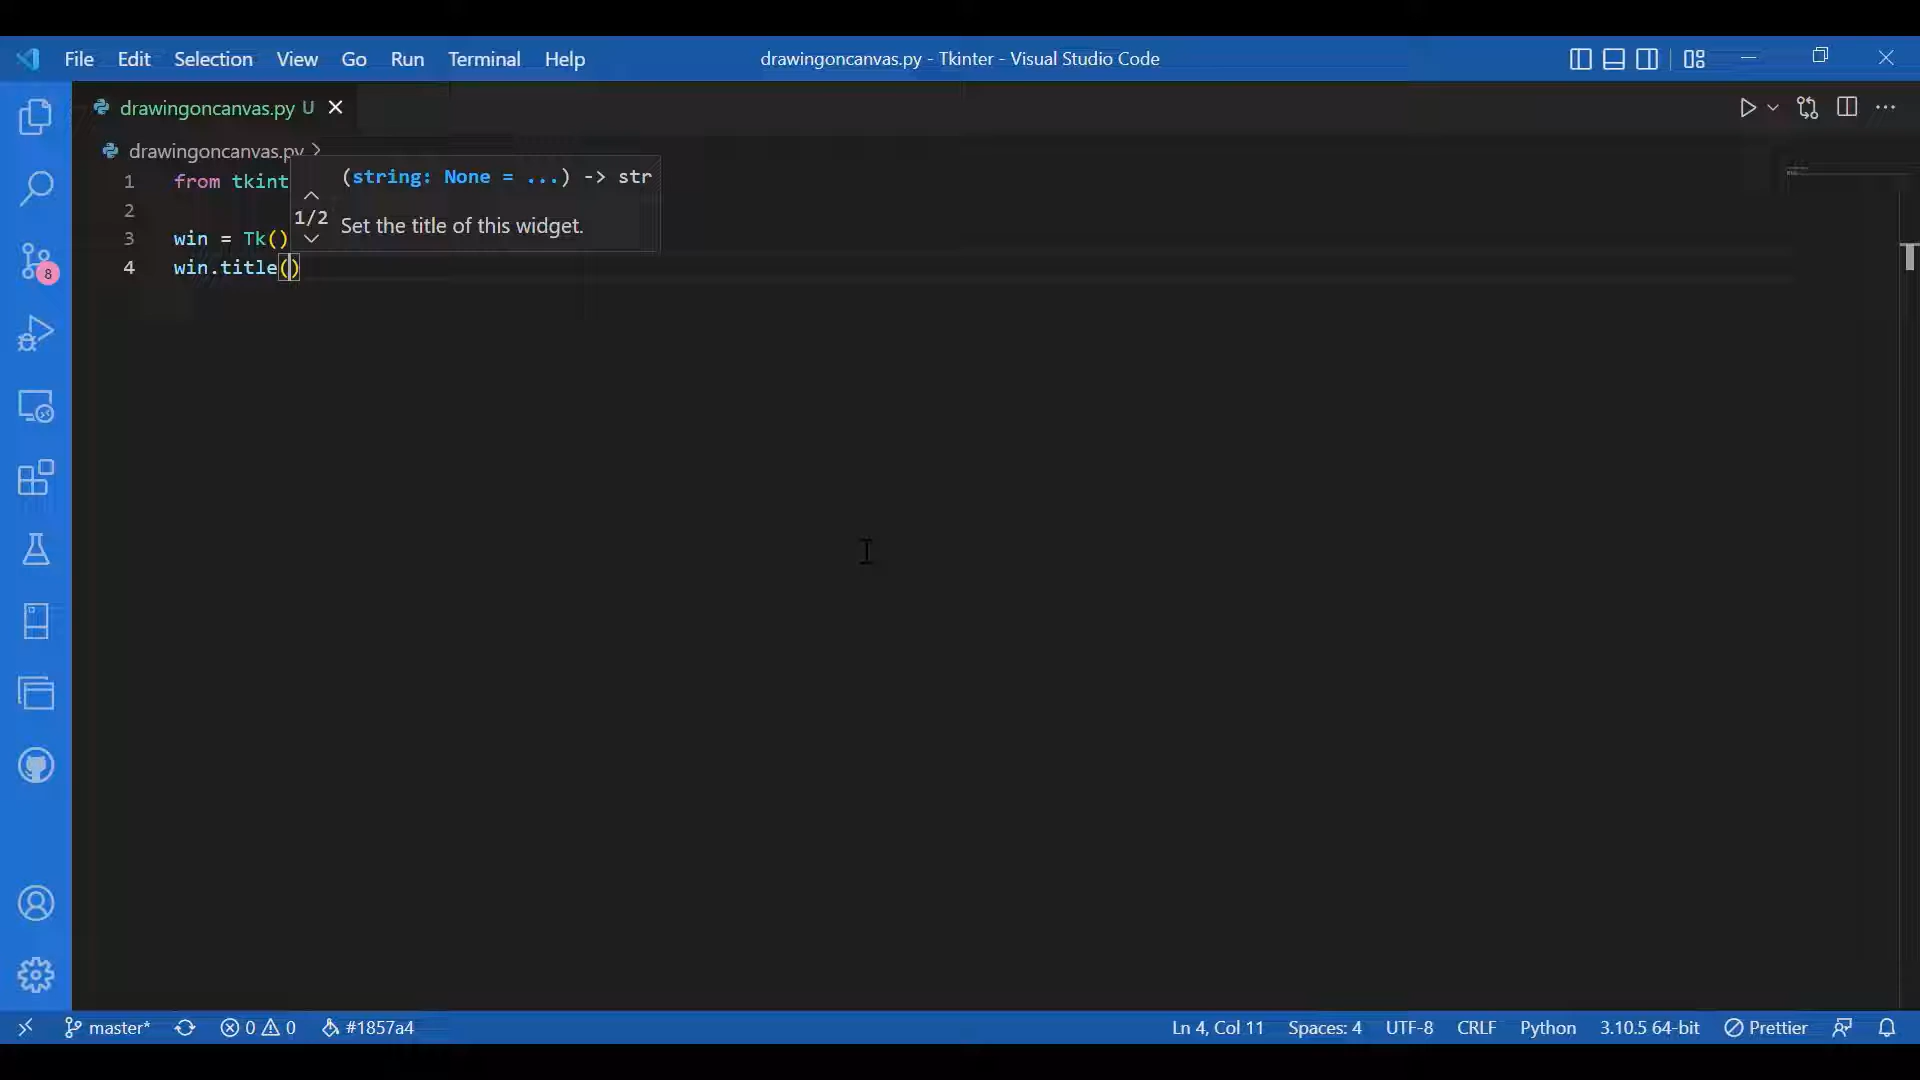 File Edit Selection View Go Run Terminal Help drawingoncanvas.py - Tkinter - Visual Studio Code
drawingoncanvas.py U
drawingoncanvas.py
1 from tkint
(string: None = ...) -> str
2
1/2 Set the title of this widget.
3 win = Tk()
4 win.title()
8
master* 0 0 #1857a4 Ln 4, Col 11 Spaces: 4 UTF-8 CRLF Python 3.10.5 64-bit Prettier